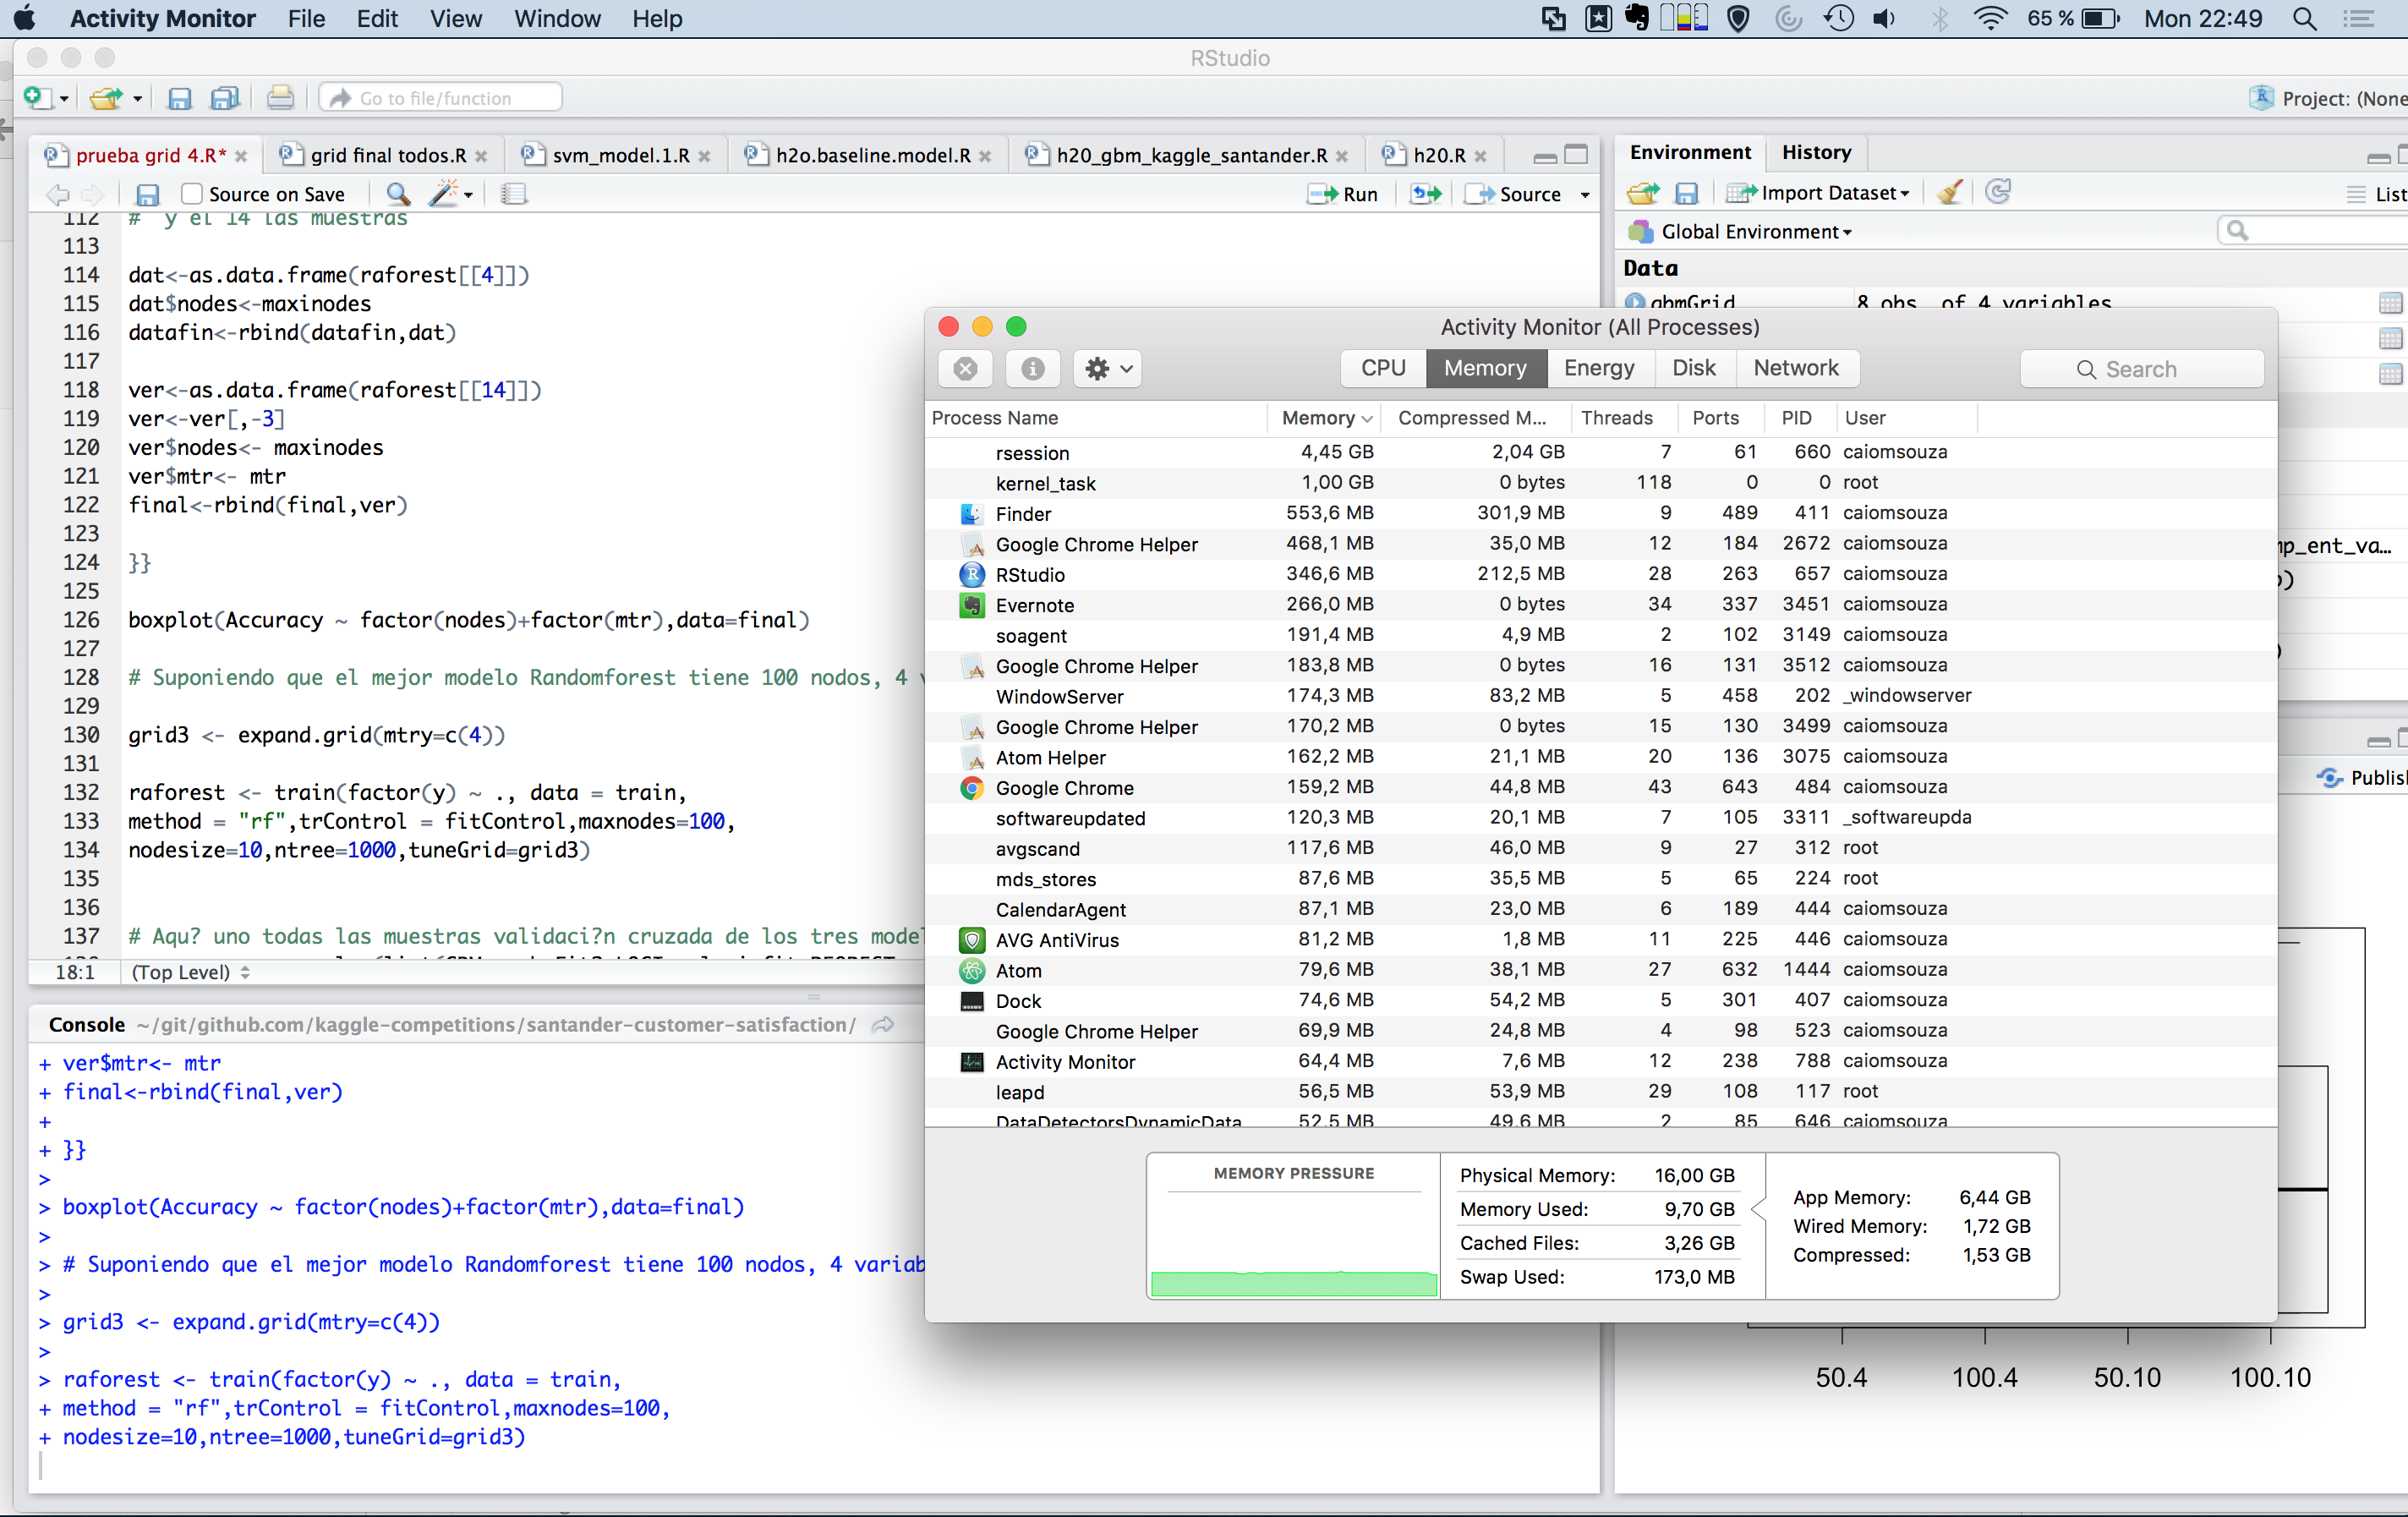 Activity Monitor File Edit View Window Help 65 % Mon 22:49
RStudio
Go to file/function Project: (None
prueba grid 4.R* grid final todos.R svm_model.1.R h2o.baseline.model.R h20_gbm_kaggle_santander.R h20.R
Source on Save Run Source
112 # y el 14 las muestras
113
114 dat<-as.data.frame(raforest[[4]])
115 dat$nodes<-maxinodes
116 datafin<-rbind(datafin,dat)
117
118 ver<-as.data.frame(raforest[[14]])
119 ver<-ver[,-3]
120 ver$nodes<- maxinodes
121 ver$mtr<- mtr
122 final<-rbind(final,ver)
123
124 }}
125
126 boxplot(Accuracy ~ factor(nodes)+factor(mtr),data=final)
127
128 # Suponiendo que el mejor modelo Randomforest tiene 100 nodos, 4
129
130 grid3 <- expand.grid(mtry=c(4))
131
132 raforest <- train(factor(y) ~ ., data = train,
133 method = "rf",trControl = fitControl,maxnodes=100,
134 nodesize=10,ntree=1000,tuneGrid=grid3)
135
136
137 # Aqu? uno todas las muestras validaci?n cruzada de los tres model
18:1 (Top Level)
Console ~/git/github.com/kaggle-competitions/santander-customer-satisfaction/
+ ver$mtr<- mtr
+ final<-rbind(final,ver)
+
+ }}
>
> boxplot(Accuracy ~ factor(nodes)+factor(mtr),data=final)
>
> # Suponiendo que el mejor modelo Randomforest tiene 100 nodos, 4 variab
>
> grid3 <- expand.grid(mtry=c(4))
>
> raforest <- train(factor(y) ~ ., data = train,
+ method = "rf",trControl = fitControl,maxnodes=100,
+ nodesize=10,ntree=1000,tuneGrid=grid3)
Environment History
Import Dataset List
Global Environment
Data
gbmGrid 8 obs. of 4 variables
mp_ent_va...
Publish
50.4 100.4 50.10 100.10
Activity Monitor (All Processes)
CPU Memory Energy Disk Network Search
Process Name Memory Compressed M... Threads Ports PID User
rsession 4,45 GB 2,04 GB 7 61 660 caiomsouza
kernel_task 1,00 GB 0 bytes 118 0 0 root
Finder 553,6 MB 301,9 MB 9 489 411 caiomsouza
Google Chrome Helper 468,1 MB 35,0 MB 12 184 2672 caiomsouza
RStudio 346,6 MB 212,5 MB 28 263 657 caiomsouza
Evernote 266,0 MB 0 bytes 34 337 3451 caiomsouza
soagent 191,4 MB 4,9 MB 2 102 3149 caiomsouza
Google Chrome Helper 183,8 MB 0 bytes 16 131 3512 caiomsouza
WindowServer 174,3 MB 83,2 MB 5 458 202 _windowserver
Google Chrome Helper 170,2 MB 0 bytes 15 130 3499 caiomsouza
Atom Helper 162,2 MB 21,1 MB 20 136 3075 caiomsouza
Google Chrome 159,2 MB 44,8 MB 43 643 484 caiomsouza
softwareupdated 120,3 MB 20,1 MB 7 105 3311 _softwareupda
avgscand 117,6 MB 46,0 MB 9 27 312 root
mds_stores 87,6 MB 35,5 MB 5 65 224 root
CalendarAgent 87,1 MB 23,0 MB 6 189 444 caiomsouza
AVG AntiVirus 81,2 MB 1,8 MB 11 225 446 caiomsouza
Atom 79,6 MB 38,1 MB 27 632 1444 caiomsouza
Dock 74,6 MB 54,2 MB 5 301 407 caiomsouza
Google Chrome Helper 69,9 MB 24,8 MB 4 98 523 caiomsouza
Activity Monitor 64,4 MB 7,6 MB 12 238 788 caiomsouza
leapd 56,5 MB 53,9 MB 29 108 117 root
DataDetectorsDynamicData 52,5 MB 49,6 MB 2 85 646 caiomsouza
MEMORY PRESSURE
Physical Memory: 16,00 GB
Memory Used: 9,70 GB
Cached Files: 3,26 GB
Swap Used: 173,0 MB
App Memory: 6,44 GB
Wired Memory: 1,72 GB
Compressed: 1,53 GB